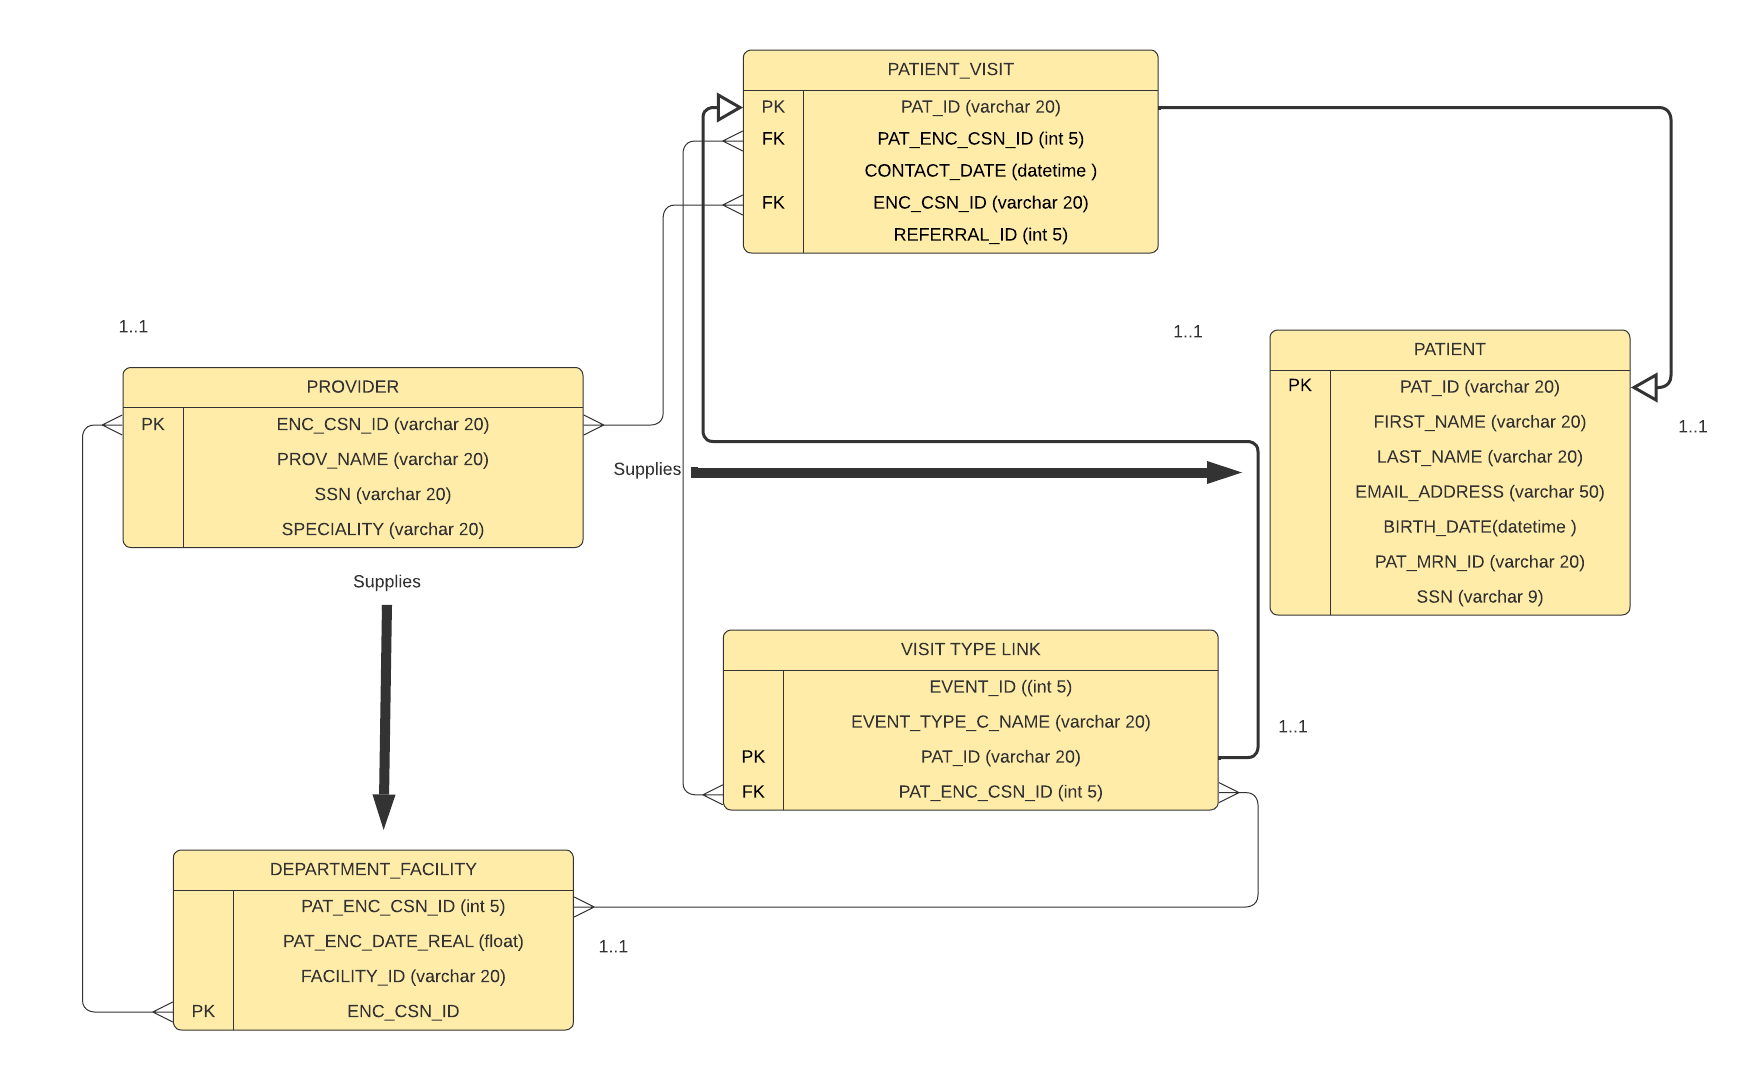 PATIENT_VISIT
PK PAT_ID (varchar 20)
FK PAT_ENC_CSN_ID (int 5)
CONTACT_DATE (datetime )
FK ENC_CSN_ID (varchar 20)
REFERRAL_ID (int 5)
1..1
PROVIDER
PK ENC_CSN_ID (varchar 20)
PROV_NAME (varchar 20)
SSN (varchar 20)
SPECIALITY (varchar 20)
1..1
PATIENT
PK PAT_ID (varchar 20)
FIRST_NAME (varchar 20)
LAST_NAME (varchar 20)
EMAIL_ADDRESS (varchar 50)
BIRTH_DATE(datetime )
PAT_MRN_ID (varchar 20)
SSN (varchar 9)
1..1
Supplies
Supplies
VISIT TYPE LINK
EVENT_ID ((int 5)
EVENT_TYPE_C_NAME (varchar 20)
PK PAT_ID (varchar 20)
FK PAT_ENC_CSN_ID (int 5)
1..1
DEPARTMENT_FACILITY
PAT_ENC_CSN_ID (int 5)
PAT_ENC_DATE_REAL (float)
FACILITY_ID (varchar 20)
PK ENC_CSN_ID
1..1